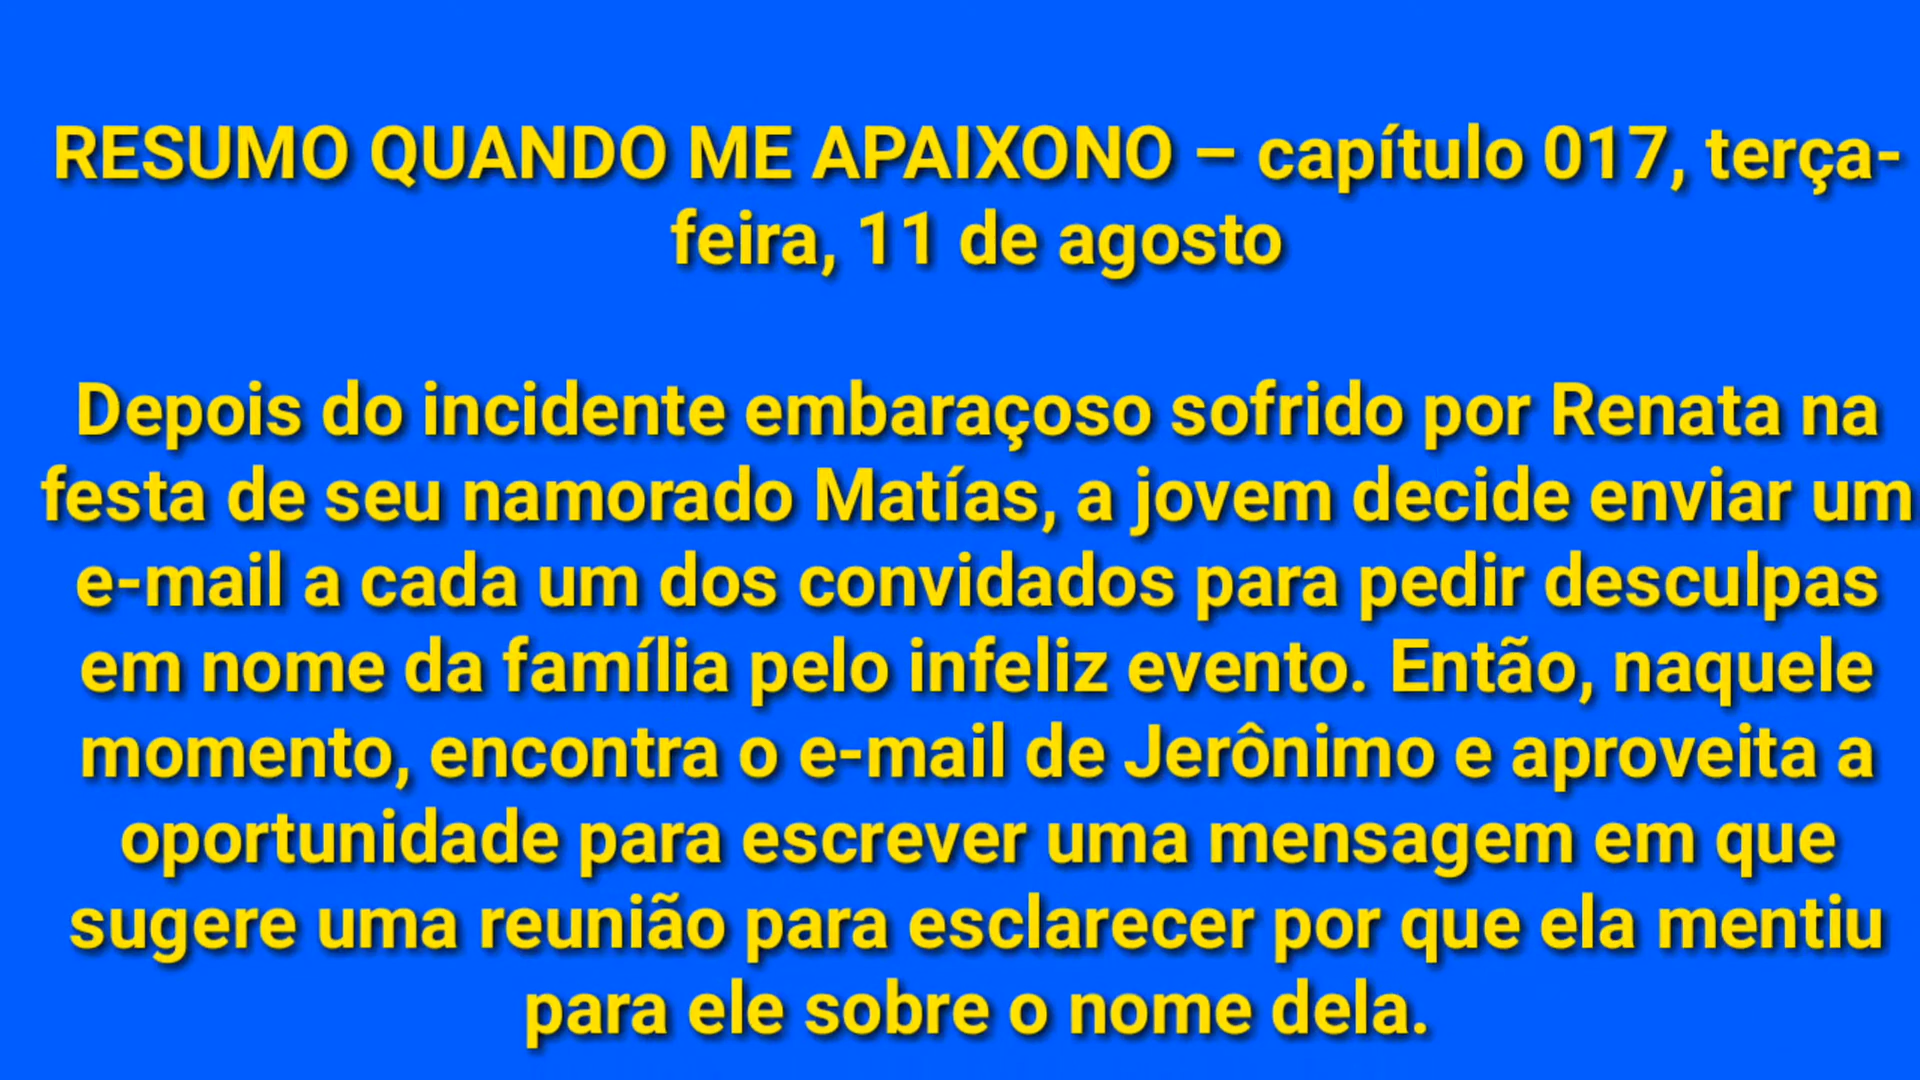 RESUMO QUANDO ME APAIXONO – capítulo 017, terça-
feira, 11 de agosto
Depois do incidente embaraçoso sofrido por Renata na
festa de seu namorado Matías, a jovem decide enviar um
e-mail a cada um dos convidados para pedir desculpas
em nome da família pelo infeliz evento. Então, naquele
momento, encontra o e-mail de Jerônimo e aproveita a
oportunidade para escrever uma mensagem em que
sugere uma reunião para esclarecer por que ela mentiu
para ele sobre o nome dela.